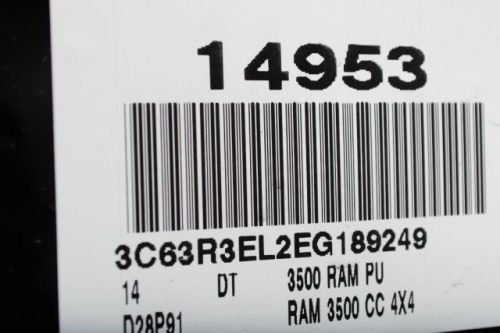 14953
3C63R3EL2EG189249
14 DT 3500 RAM PU
D28P91 RAM 3500 CC 4X4